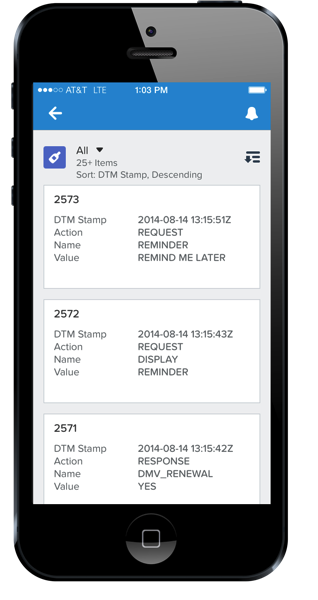 AT&T LTE 1:03 PM
All
25+ Items
Sort: DTM Stamp, Descending
2573
DTM Stamp 2014-08-14 13:15:51Z
Action REQUEST
Name REMINDER
Value REMIND ME LATER
2572
DTM Stamp 2014-08-14 13:15:43Z
Action REQUEST
Name DISPLAY
Value REMINDER
2571
DTM Stamp 2014-08-14 13:15:42Z
Action RESPONSE
Name DMV_RENEWAL
Value YES